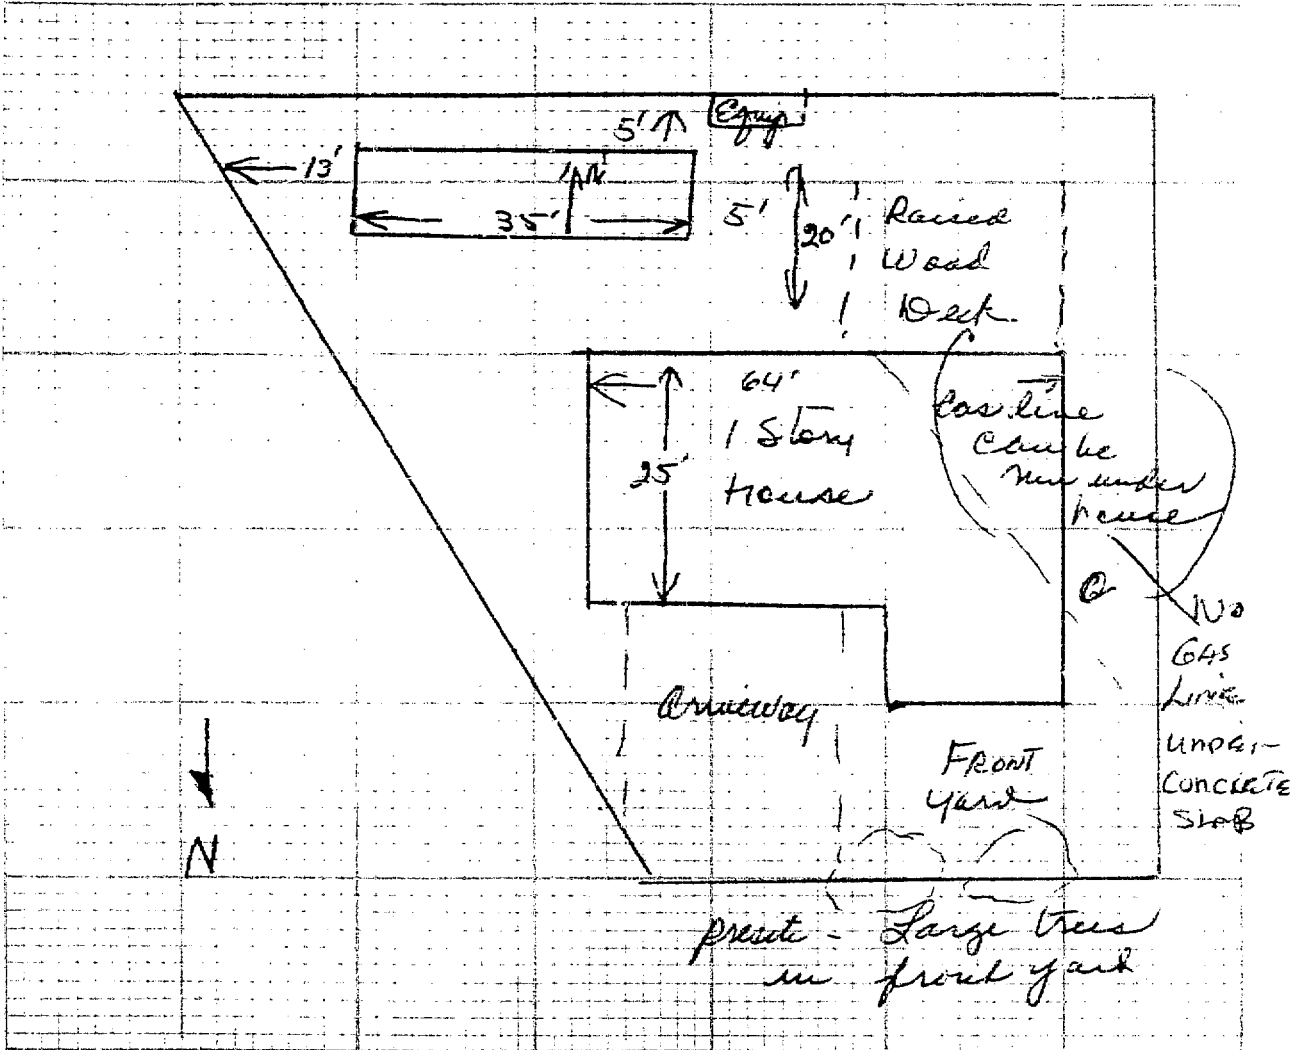 Equip
5'
13'
35'
5'
20'
Raised
Wood
Deck
64'
1 Story
House
25'
Gas line
can be
run under
house
No
GAS
Line
UNDER
CONCRETE
SLAB
Driveway
FRONT
yard
N
Large trees
in front yard